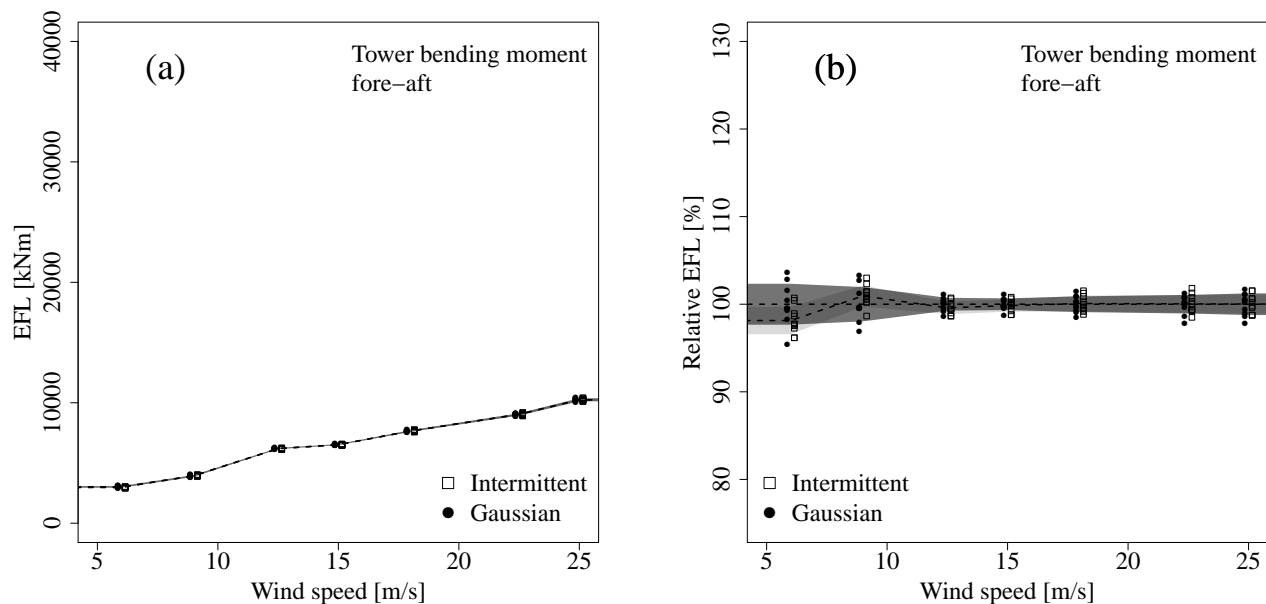 (a)
Tower bending moment
fore−aft
EFL [kNm]
40000
30000
20000
10000
0
Intermittent
Gaussian
5 10 15 20 25
Wind speed [m/s]
(b)
Tower bending moment
fore−aft
Relative EFL [%]
130
120
110
100
90
80
Intermittent
Gaussian
5 10 15 20 25
Wind speed [m/s]